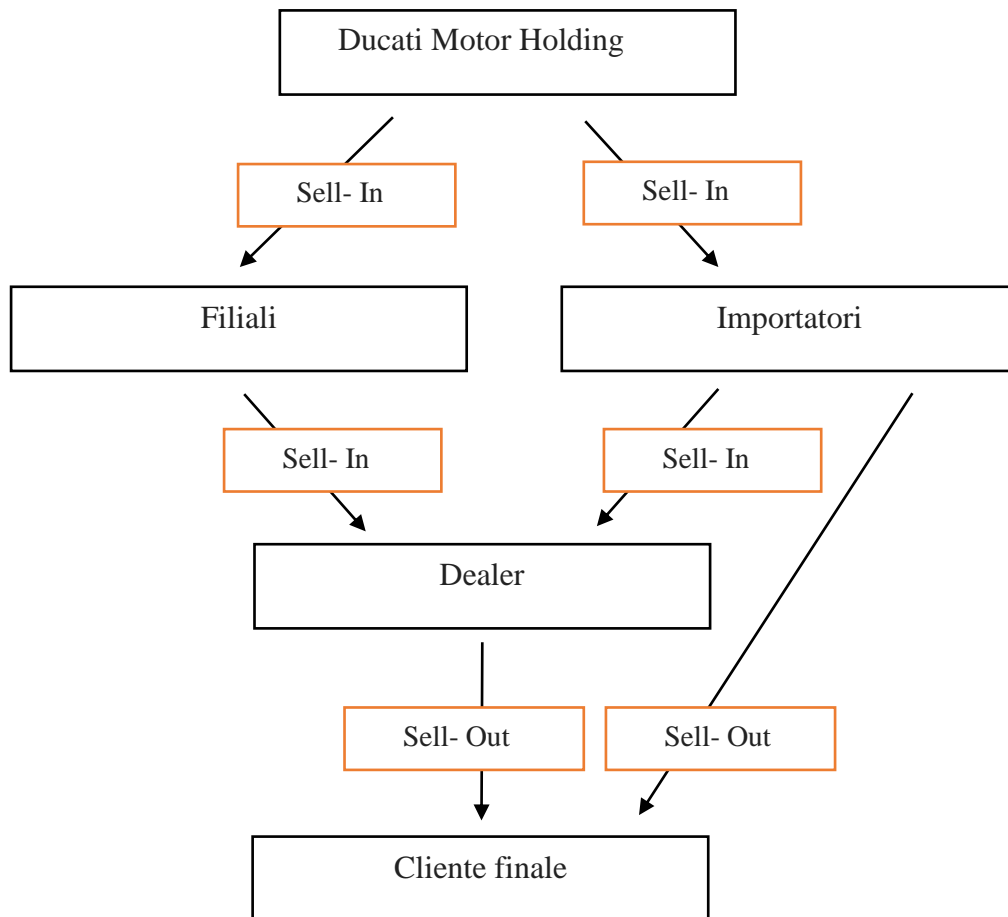 Ducati Motor Holding
Sell- In
Sell- In
Filiali
Importatori
Sell- In
Sell- In
Dealer
Sell- Out
Sell- Out
Cliente finale